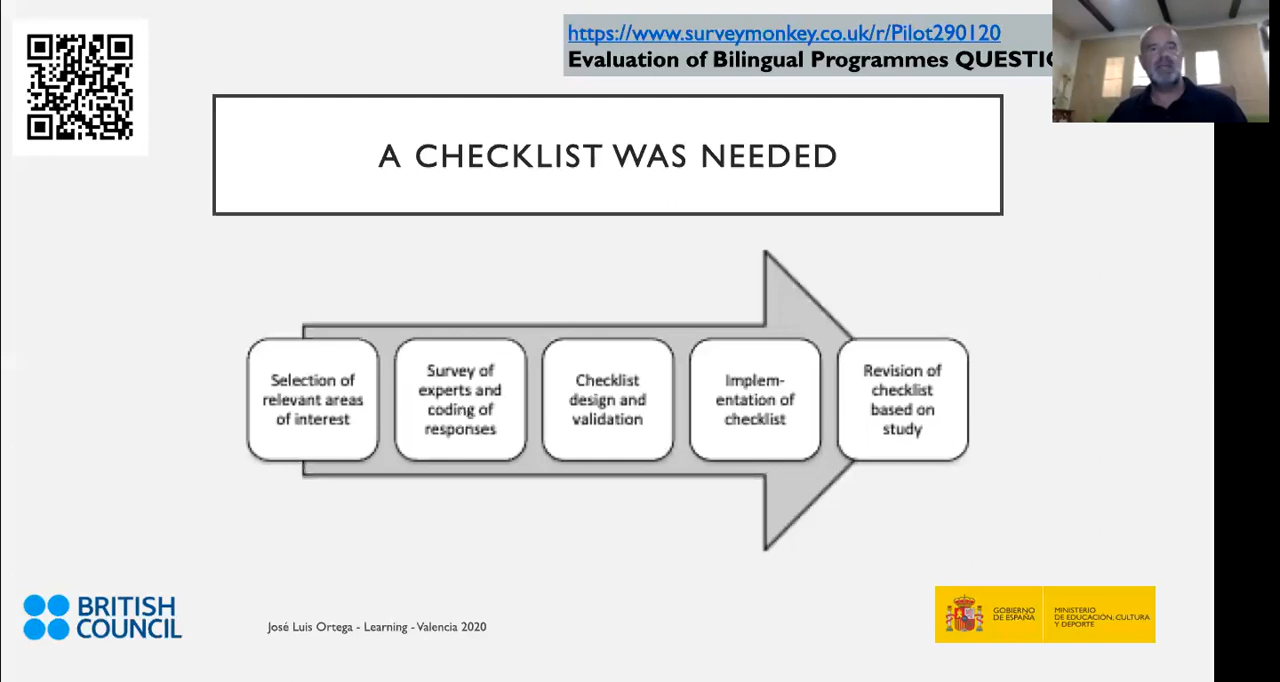 https://www.surveymonkey.co.uk/r/Pilot290120
Evaluation of Bilingual Programmes QUESTIO
A CHECKLIST WAS NEEDED
Selection of
relevant areas
of interest
Survey of
experts and
coding of
responses
Checklist
design and
validation
Implem-
entation of
checklist
Revision of
checklist
based on
study
BRITISH
COUNCIL
José Luis Ortega - Learning - Valencia 2020
GOBIERNO
DE ESPAÑA
MINISTERIO
DE EDUCACIÓN, CULTURA
Y DEPORTE